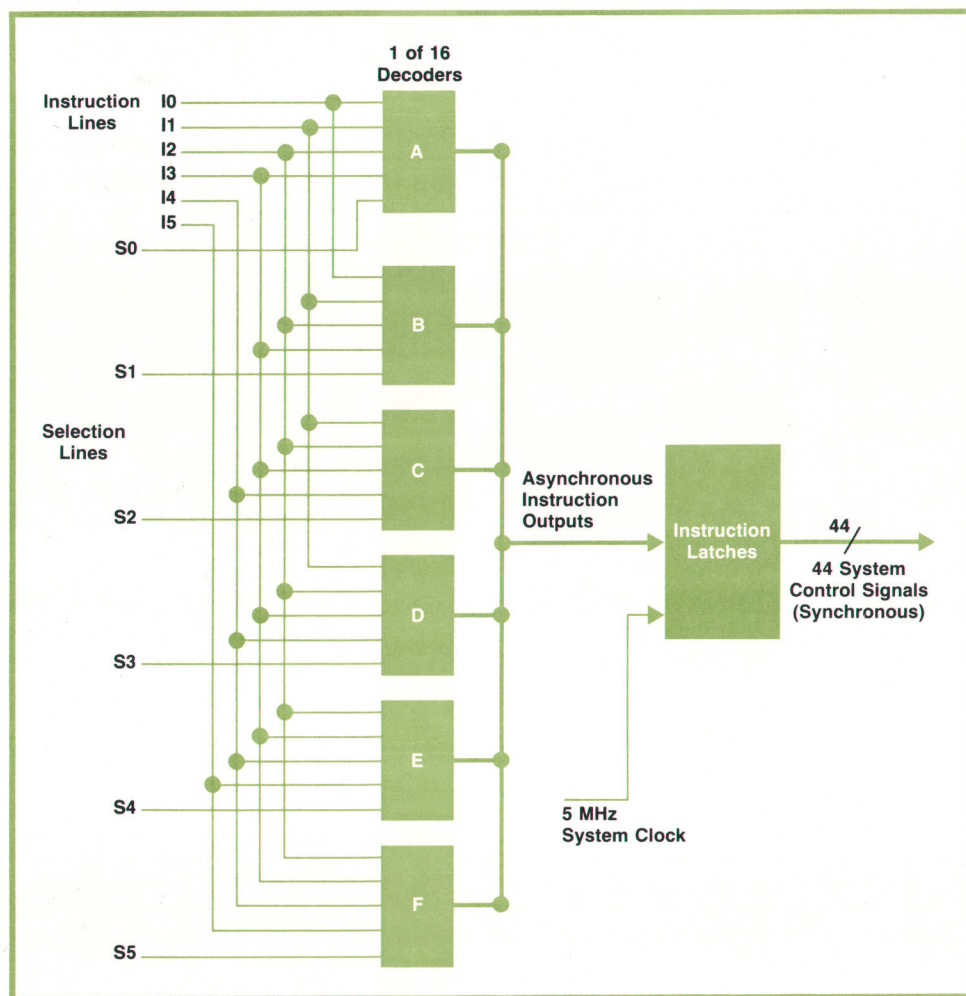 1 of 16
Decoders
Instruction
Lines
I0
I1
I2
I3
I4
I5
S0
A
B
S1
Selection
Lines
C
S2
Asynchronous
Instruction
Outputs
Instruction
Latches
44
44 System
Control Signals
(Synchronous)
D
S3
E
S4
5 MHz
System Clock
F
S5